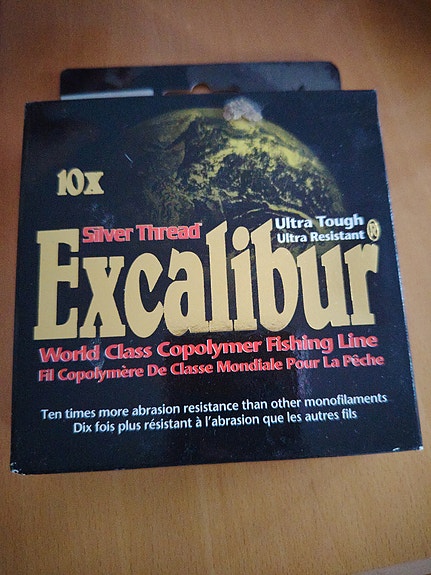 10x
Silver Thread™
Ultra Tough
Ultra Resistant
Excalibur®
World Class Copolymer Fishing Line
Fil Copolymère De Classe Mondiale Pour La Pêche
Ten times more abrasion resistance than other monofilaments
Dix fois plus résistant à l'abrasion que les autres fils